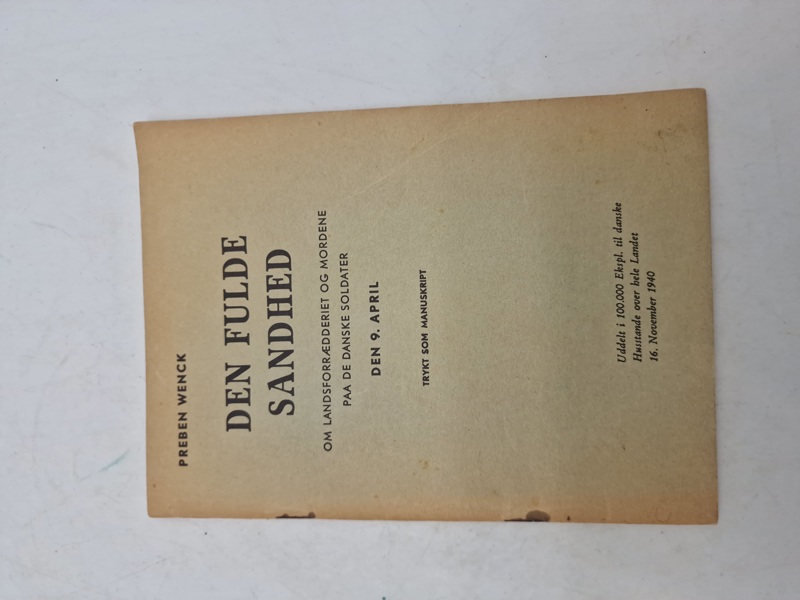 PREBEN WENCK
DEN FULDE
SANDHED
OM LANDSFORRÆDDERIET OG MORDENE
PAA DE DANSKE SOLDATER
DEN 9. APRIL
TRYKT SOM MANUSKRIPT
Uddelt i 100.000 Ekspl. til danske
Husstande over hele Landet
16. November 1940